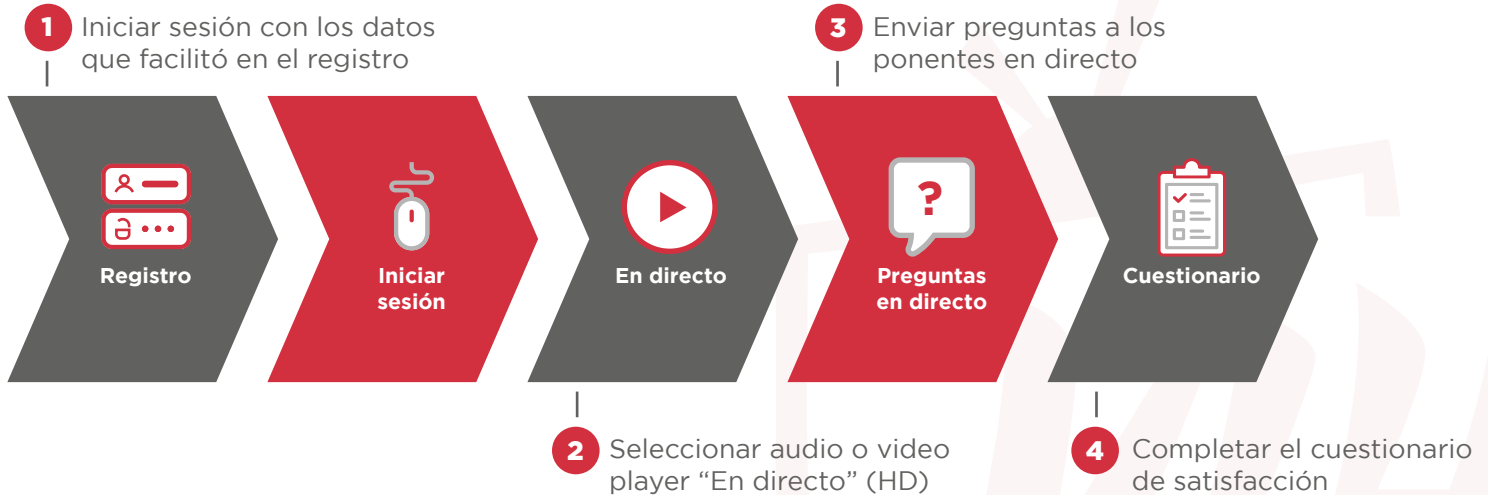 1 Iniciar sesión con los datos
que facilitó en el registro
3 Enviar preguntas a los
ponentes en directo
Registro
Iniciar
sesión
En directo
?
Preguntas
en directo
Cuestionario
2 Seleccionar audio o video
player “En directo” (HD)
4 Completar el cuestionario
de satisfacción